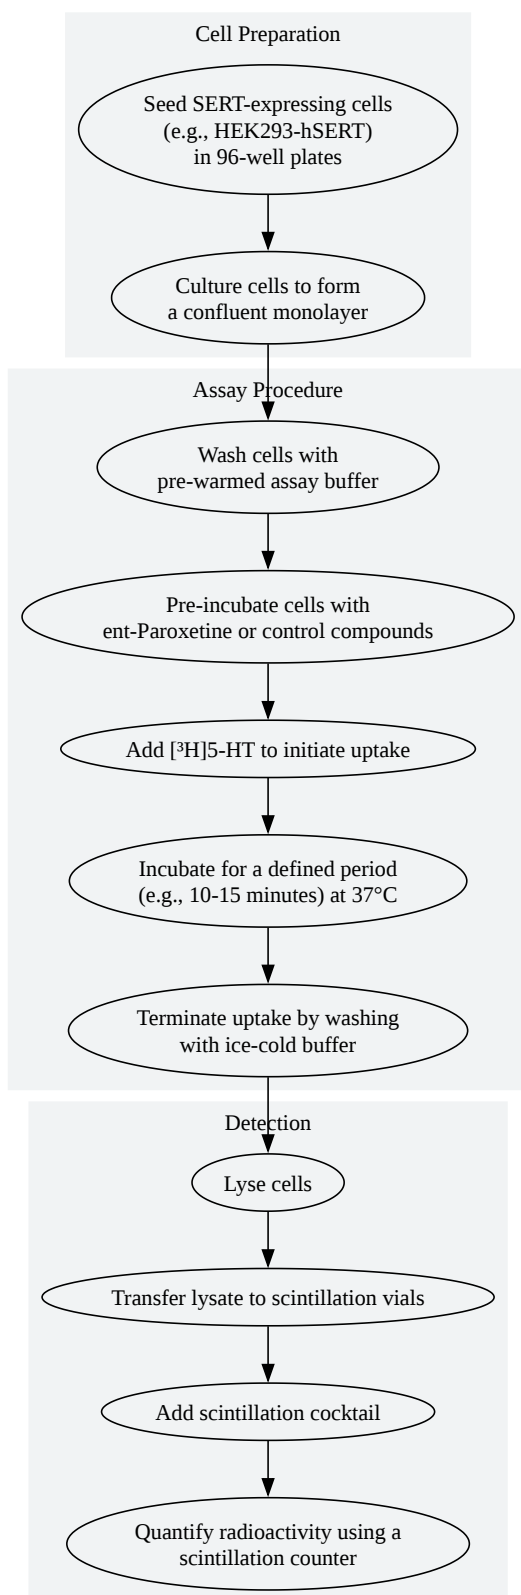 Cell Preparation
Seed SERT-expressing cells
(e.g., HEK293-hSERT)
in 96-well plates
Culture cells to form
a confluent monolayer
Assay Procedure
Wash cells with
pre-warmed assay buffer
Pre-incubate cells with
ent-Paroxetine or control compounds
Add [³H]5-HT to initiate uptake
Incubate for a defined period
(e.g., 10-15 minutes) at 37°C
Terminate uptake by washing
with ice-cold buffer
Detection
Lyse cells
Transfer lysate to scintillation vials
Add scintillation cocktail
Quantify radioactivity using a
scintillation counter